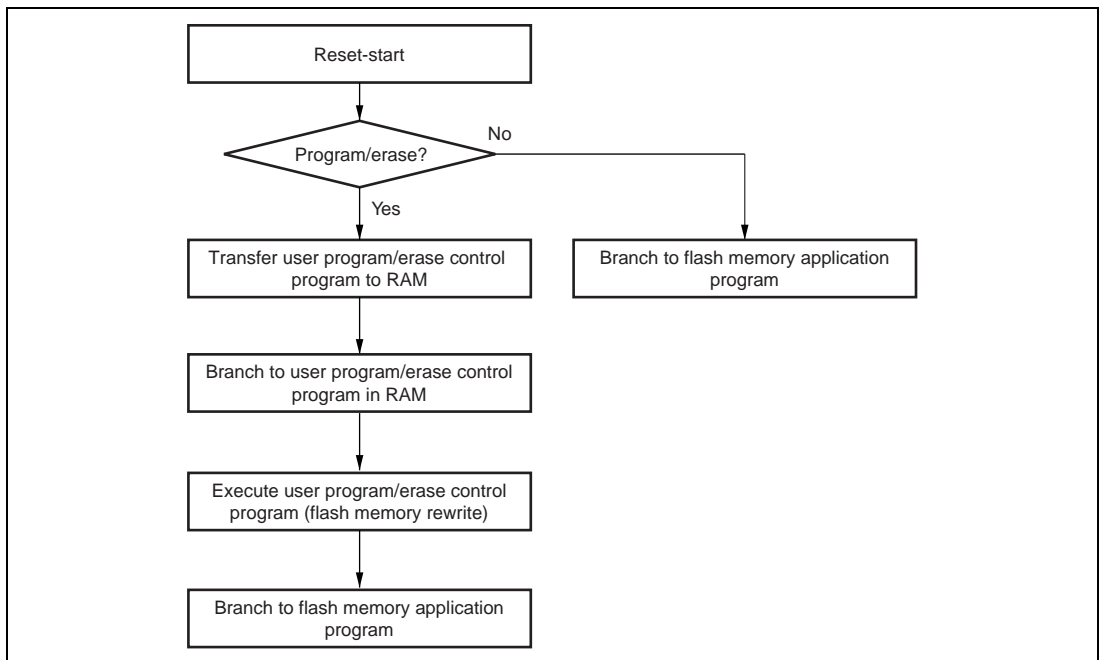 Reset-start
Program/erase?
No
Yes
Transfer user program/erase control
program to RAM
Branch to flash memory application
program
Branch to user program/erase control
program in RAM
Execute user program/erase control
program (flash memory rewrite)
Branch to flash memory application
program